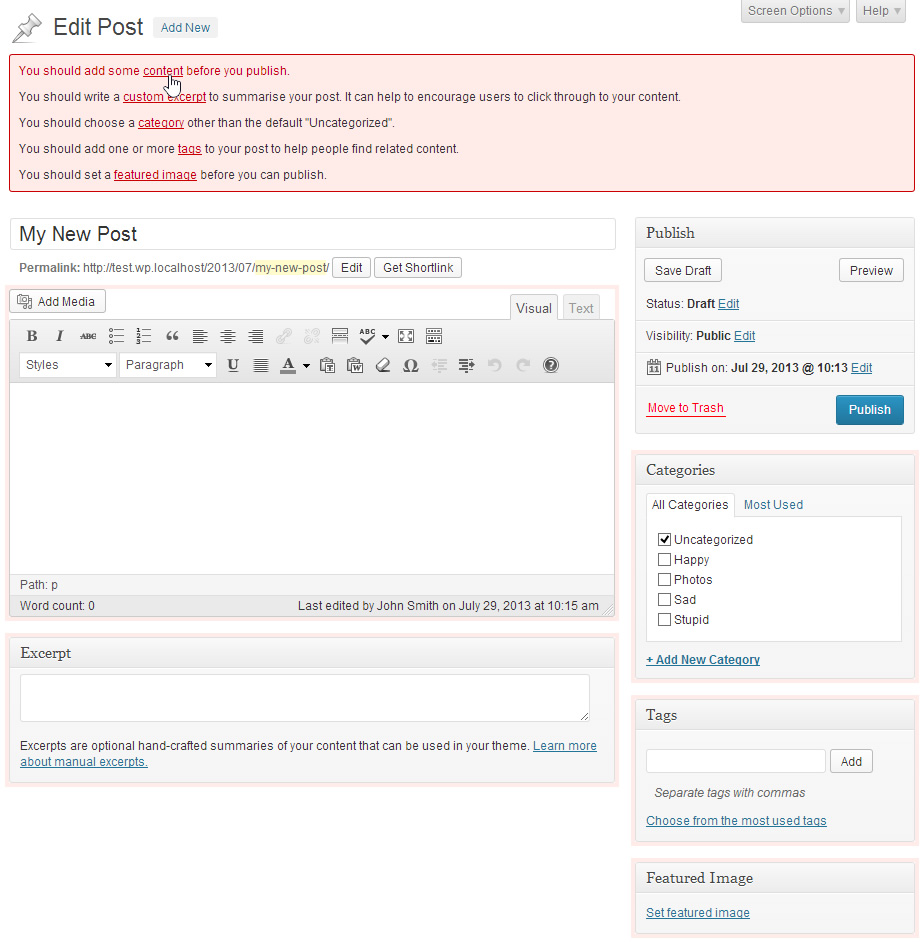 Screen Options Help
Edit Post Add New
You should add some content before you publish.
You should write a custom excerpt to summarise your post. It can help to encourage users to click through to your content.
You should choose a category other than the default "Uncategorized".
You should add one or more tags to your post to help people find related content.
You should set a featured image before you can publish.
My New Post
Permalink: http://test.wp.localhost/2013/07/my-new-post/ Edit Get Shortlink
Add Media
Visual Text
B I ABC ABC
Styles Paragraph U A
Path: p
Word count: 0 Last edited by John Smith on July 29, 2013 at 10:15 am
Excerpt
Excerpts are optional hand-crafted summaries of your content that can be used in your theme. Learn more
about manual excerpts.
Publish
Save Draft Preview
Status: Draft Edit
Visibility: Public Edit
11 Publish on: Jul 29, 2013 @ 10:13 Edit
Move to Trash Publish
Categories
All Categories Most Used
Uncategorized
Happy
Photos
Sad
Stupid
+ Add New Category
Tags
Add
Separate tags with commas
Choose from the most used tags
Featured Image
Set featured image